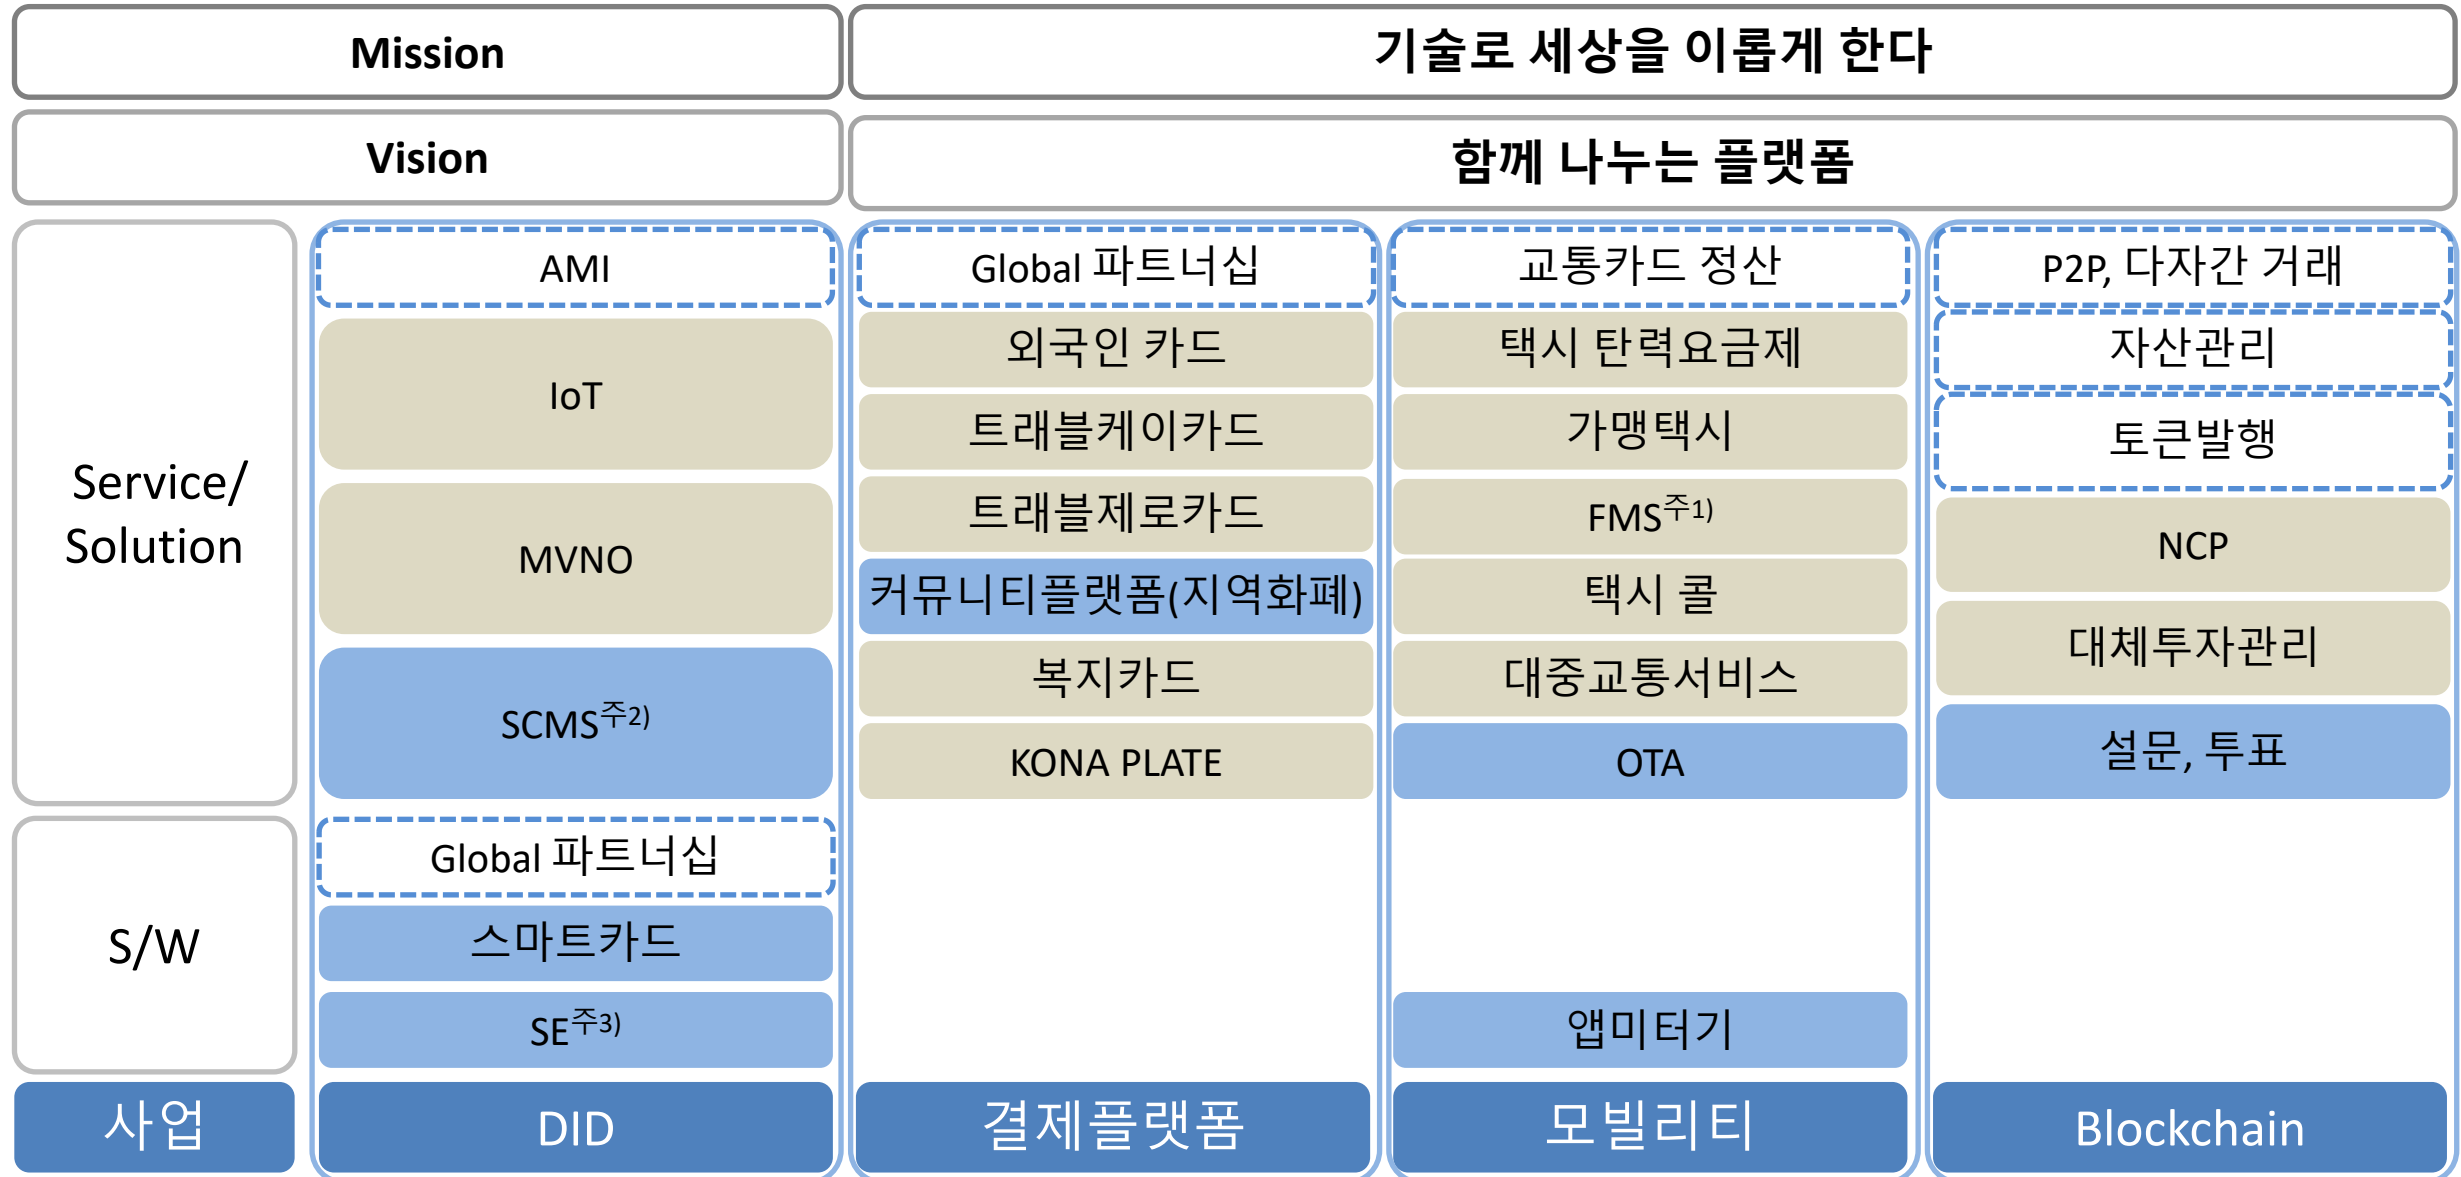 Mission
기술로 세상을 이롭게 한다
Vision
함께 나누는 플랫폼
Service/
Solution
AMI
IoT
MVNO
SCMS주2)
Global 파트너십
외국인 카드
트래블케이카드
트래블제로카드
커뮤니티플랫폼(지역화폐)
복지카드
KONA PLATE
교통카드 정산
택시 탄력요금제
가맹택시
FMS주1)
택시 콜
대중교통서비스
OTA
P2P, 다자간 거래
자산관리
토큰발행
NCP
대체투자관리
설문, 투표
S/W
Global 파트너십
스마트카드
SE주3)
앱미터기
사업
DID
결제플랫폼
모빌리티
Blockchain